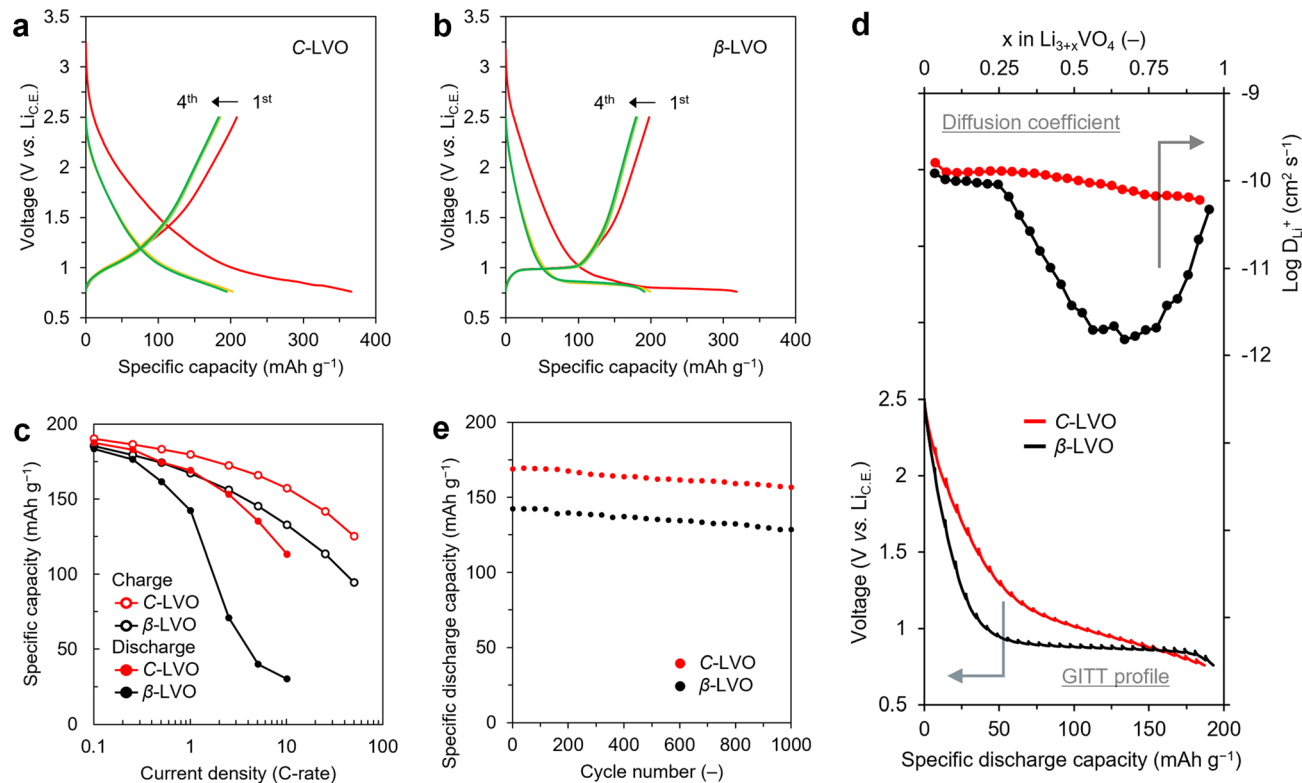 a
C-LVO
4th
1st
3.5
3
2.5
2
1.5
1
0.5
Voltage (V vs. LiC.E.)
0
100
200
300
400
Specific capacity (mAh g−1)
b
β-LVO
4th
1st
3.5
3
2.5
2
1.5
1
0.5
Voltage (V vs. LiC.E.)
0
100
200
300
400
Specific capacity (mAh g−1)
c
200
150
100
50
0
Specific capacity (mAh g−1)
Charge
C-LVO
β-LVO
Discharge
C-LVO
β-LVO
0.1
1
10
100
Current density (C-rate)
e
200
150
100
50
0
Specific discharge capacity (mAh g−1)
C-LVO
β-LVO
0
200
400
600
800
1000
Cycle number (–)
d
x in Li3+xVO4 (–)
0
0.25
0.5
0.75
1
Diffusion coefficient
-9
-10
-11
-12
Log DLi+ (cm2 s−1)
C-LVO
β-LVO
2.5
2
1.5
1
0.5
Voltage (V vs. LiC.E.)
GITT profile
0
50
100
150
200
Specific discharge capacity (mAh g−1)